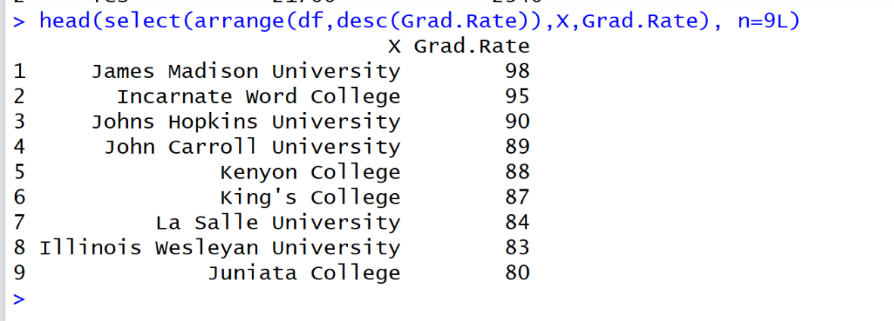 > head(select(arrange(df,desc(Grad.Rate)),X,Grad.Rate), n=9L)
X Grad.Rate
1 James Madison University 98
2 Incarnate Word College 95
3 Johns Hopkins University 90
4 John Carroll University 89
5 Kenyon College 88
6 King's College 87
7 La Salle University 84
8 Illinois Wesleyan University 83
9 Juniata College 80
>